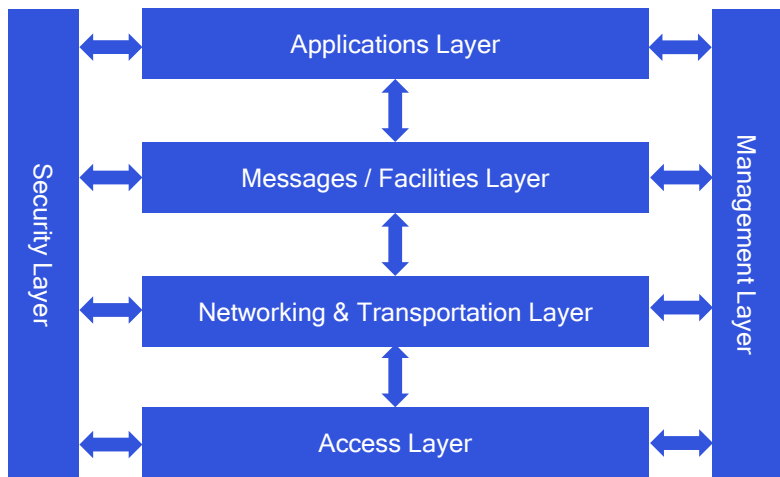 Applications Layer
Messages / Facilities Layer
Networking & Transportation Layer
Access Layer
Security Layer
Management Layer